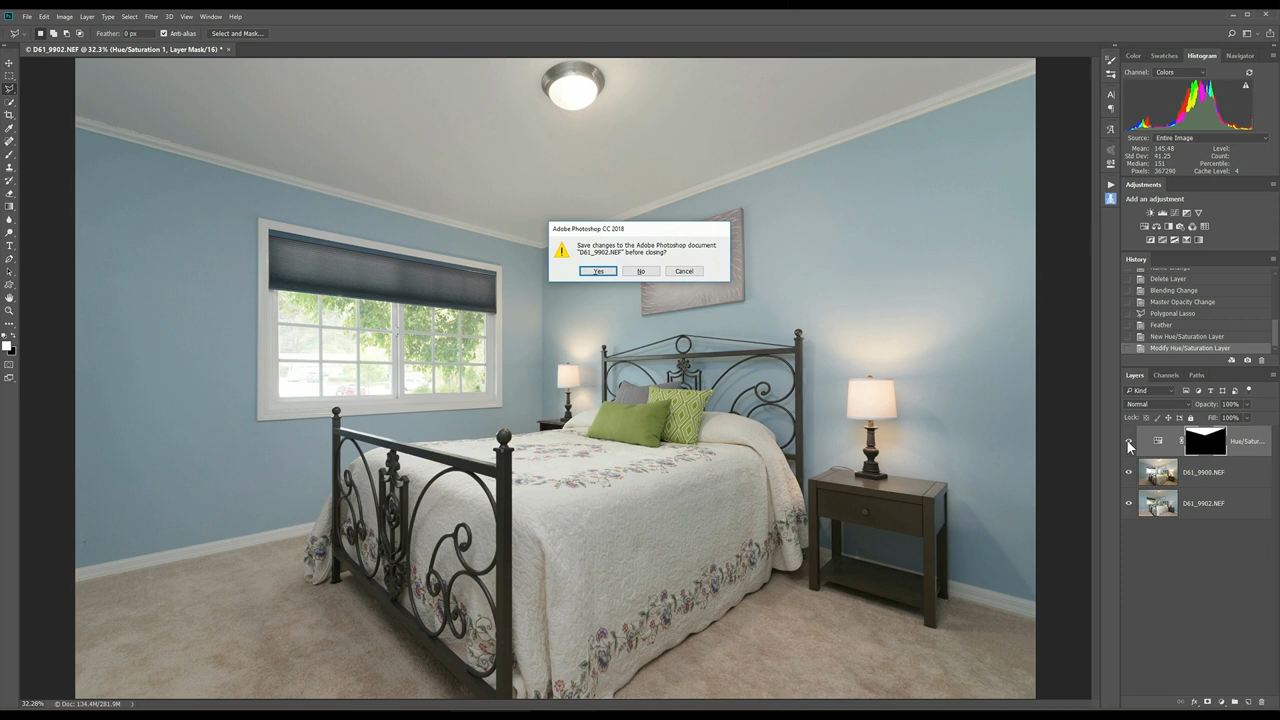 Ps File Edit Image Layer Type Select Filter 3D View Window Help
Feather: 0 px Anti-alias Select and Mask...
© D61_9902.NEF @ 32.3% (Hue/Saturation 1, Layer Mask/16) * ×
Color Swatches Histogram Navigator
Channel: Colors
Source: Entire Image
Mean: 145.48 Level:
Std Dev: 41.25 Count:
Median: 151 Percentile:
Pixels: 367290 Cache Level: 4
Adjustments
Add an adjustment
History
Delete Layer
Blending Change
Master Opacity Change
Polygonal Lasso
Feather
New Hue/Saturation Layer
Modify Hue/Saturation Layer
Layers Channels Paths
Kind
Normal Opacity: 100%
Lock: Fill: 100%
Hue/Satur...
D61_9900.NEF
D61_9902.NEF
Adobe Photoshop CC 2018
Save changes to the Adobe Photoshop document
"D61_9902.NEF" before closing?
Yes No Cancel
32.28% Doc: 134.4M/281.9M